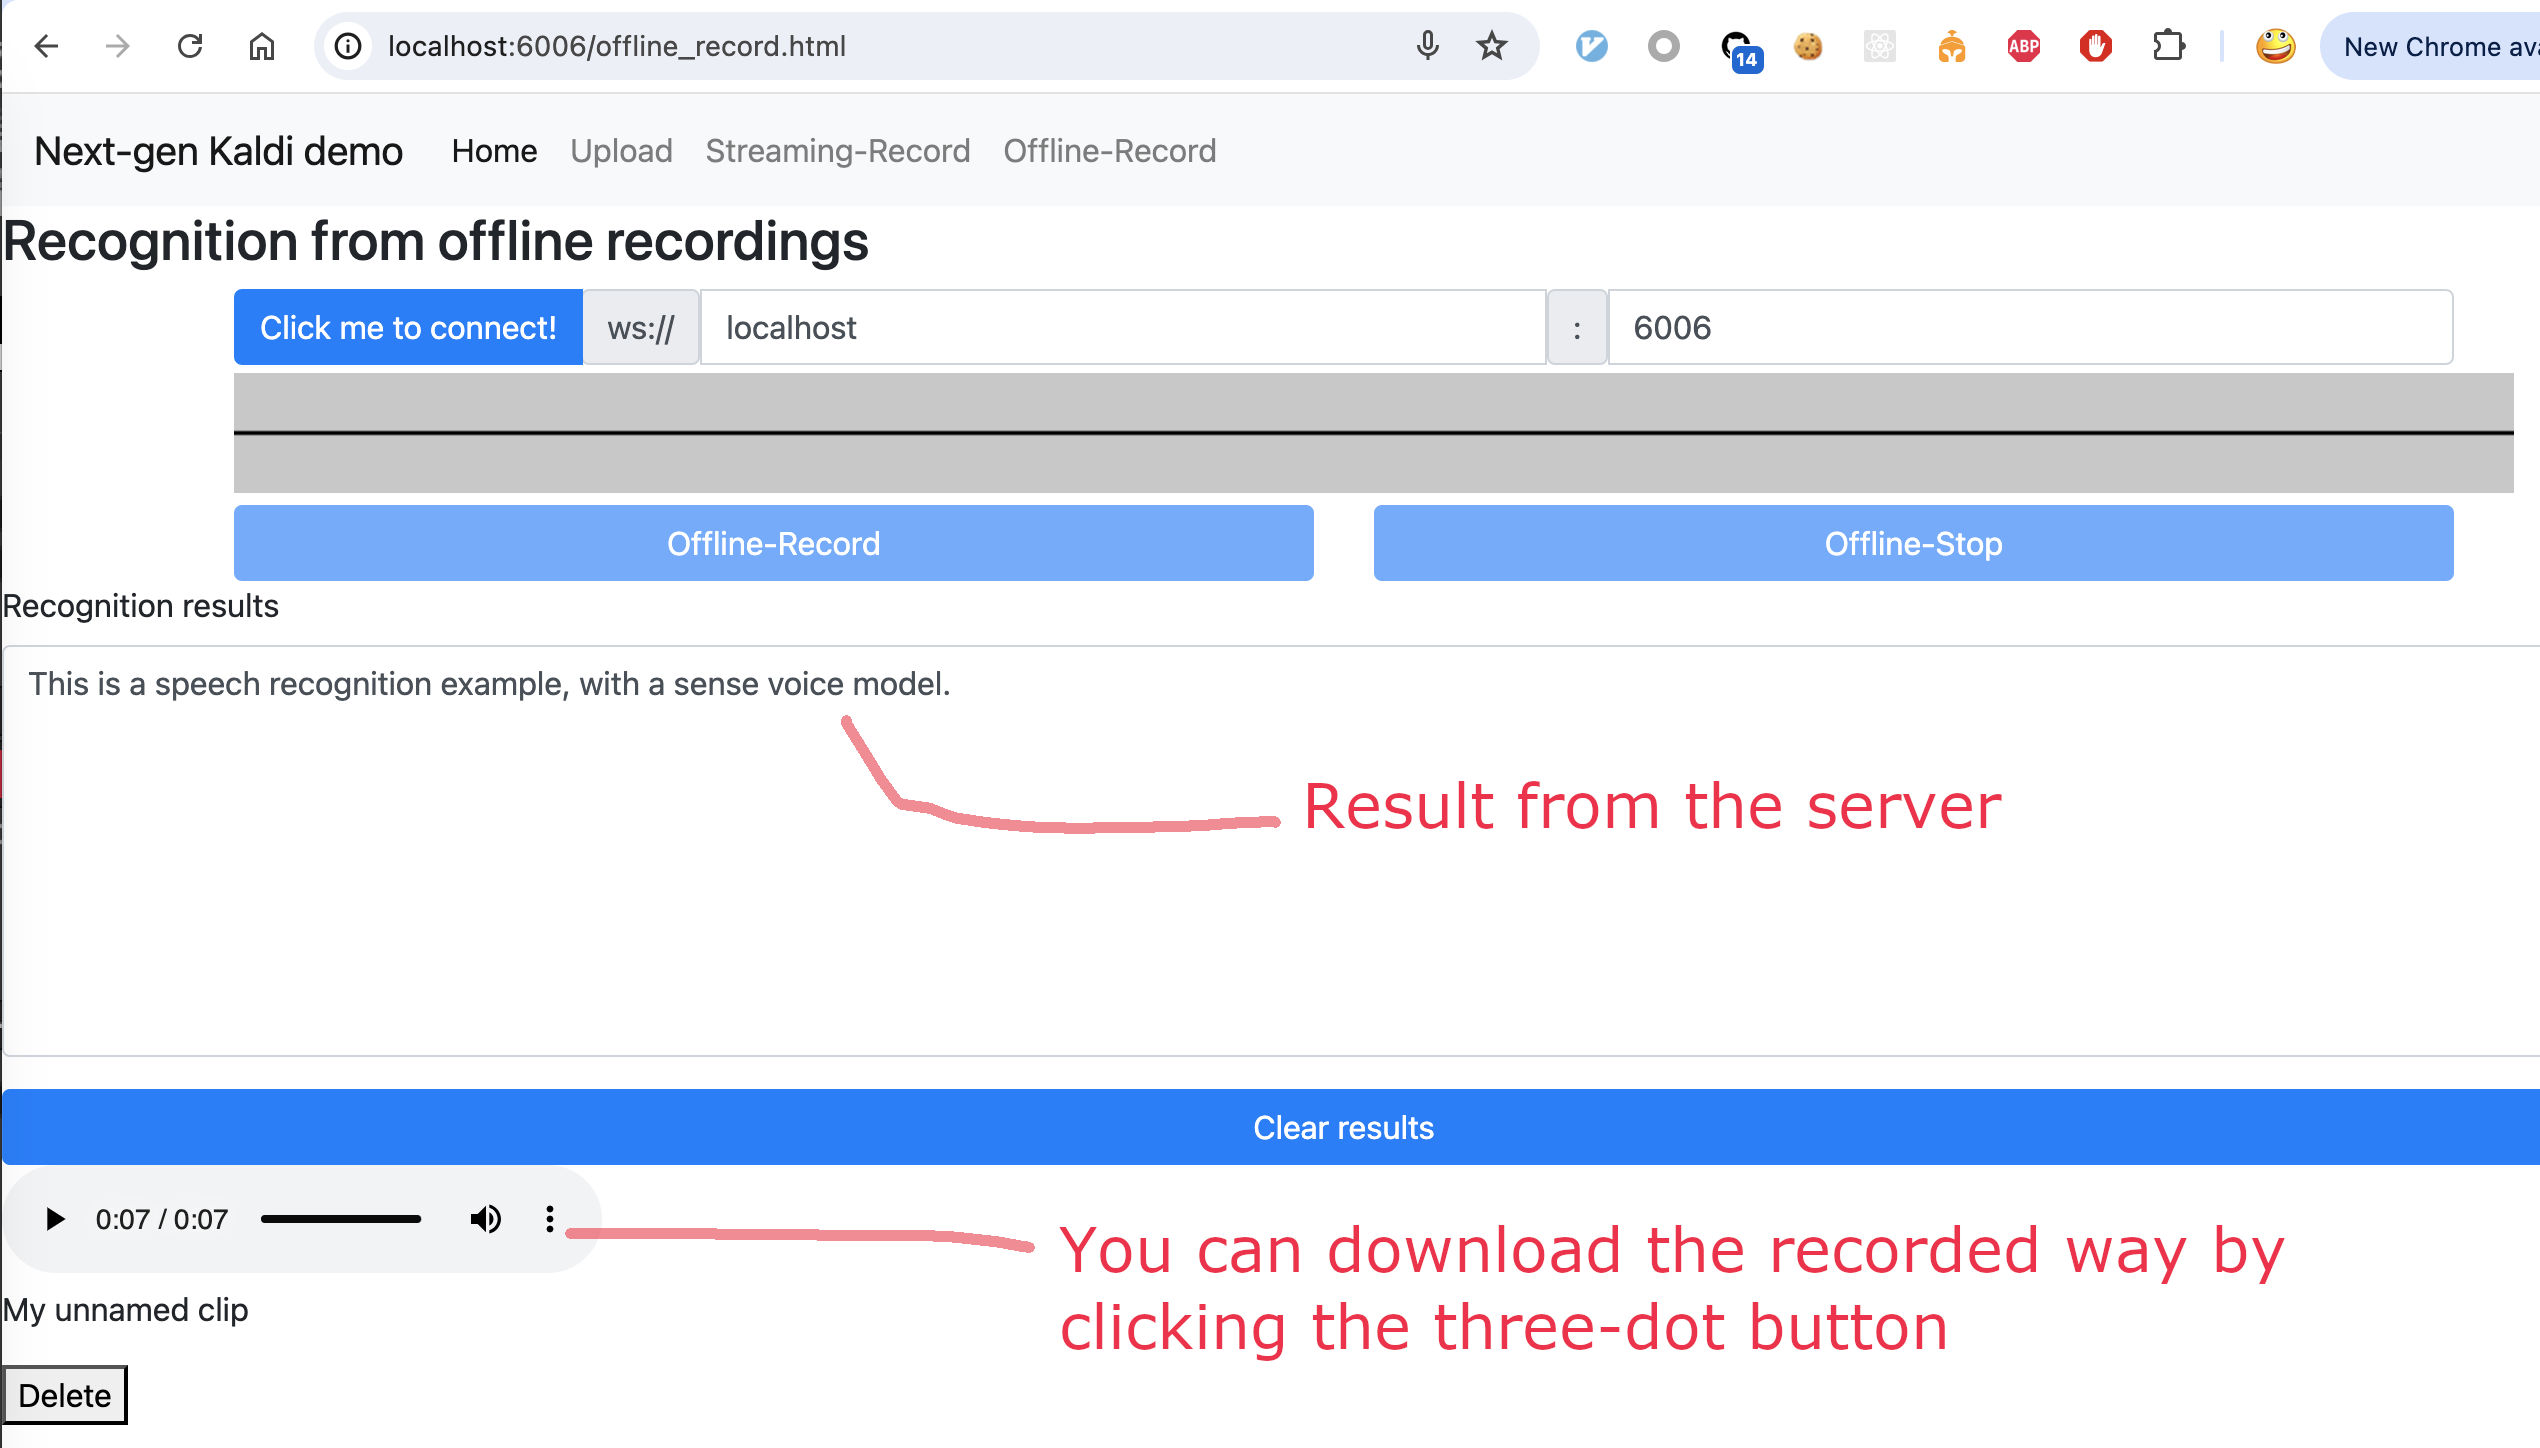 localhost:6006/offline_record.html
14
ABP
New Chrome ava
Next-gen Kaldi demo Home Upload Streaming-Record Offline-Record
Recognition from offline recordings
Click me to connect! ws:// localhost : 6006
Offline-Record Offline-Stop
Recognition results
This is a speech recognition example, with a sense voice model.
Result from the server
Clear results
0:07 / 0:07
You can download the recorded way by
clicking the three-dot button
My unnamed clip
Delete